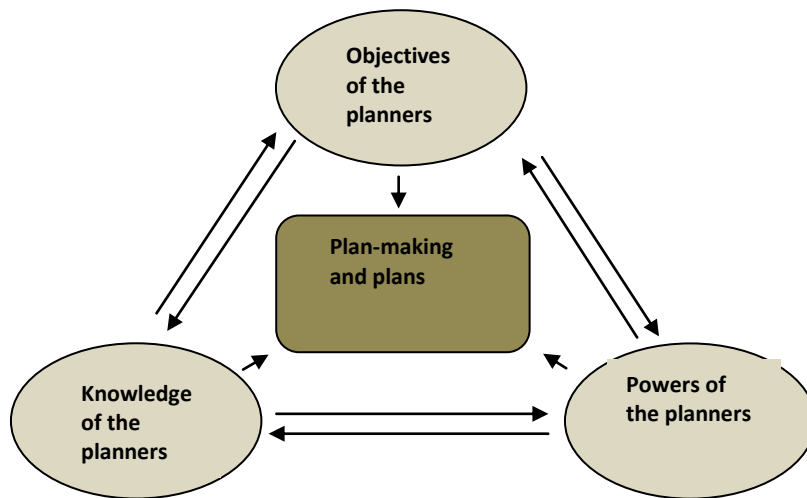 Objectives
of the
planners
Plan-making
and plans
Knowledge
of the
planners
Powers of
the planners